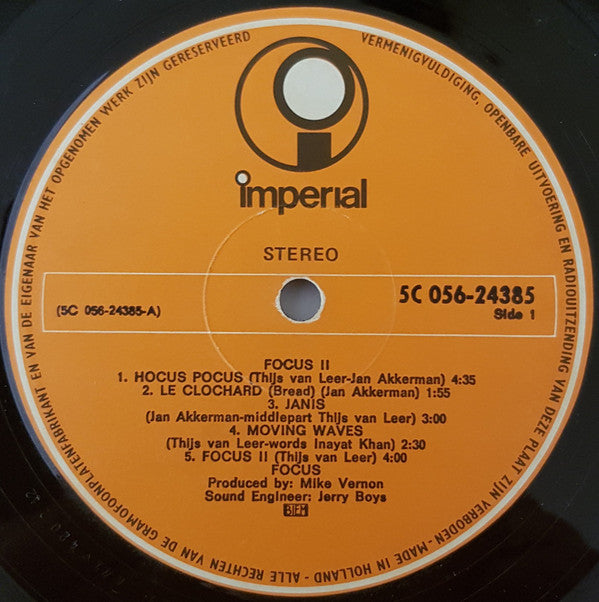 imperial
STEREO
(5C 056-24385-A)
5C 056-24385
Side 1
FOCUS II
1. HOCUS POCUS (Thijs van Leer-Jan Akkerman) 4:35
2. LE CLOCHARD (Bread) (Jan Akkerman) 1:55
3. JANIS
(Jan Akkerman-middlepart Thijs van Leer) 3:00
4. MOVING WAVES
(Thijs van Leer-words Inayat Khan) 2:30
5. FOCUS II (Thijs van Leer) 4:00
FOCUS
Produced by: Mike Vernon
Sound Engineer: Jerry Boys
BIEM
ALLE RECHTEN VAN DE GRAMOFOONPLATENFABRIKANT EN VAN DE EIGENAAR VAN HET OPGENOMEN WERK ZIJN GERESERVEERD
VERMENIGVULDIGING, OPENBARE UITVOERING EN RADIOUITZENDING VAN DEZE PLAAT ZIJN VERBODEN - MADE IN HOLLAND -